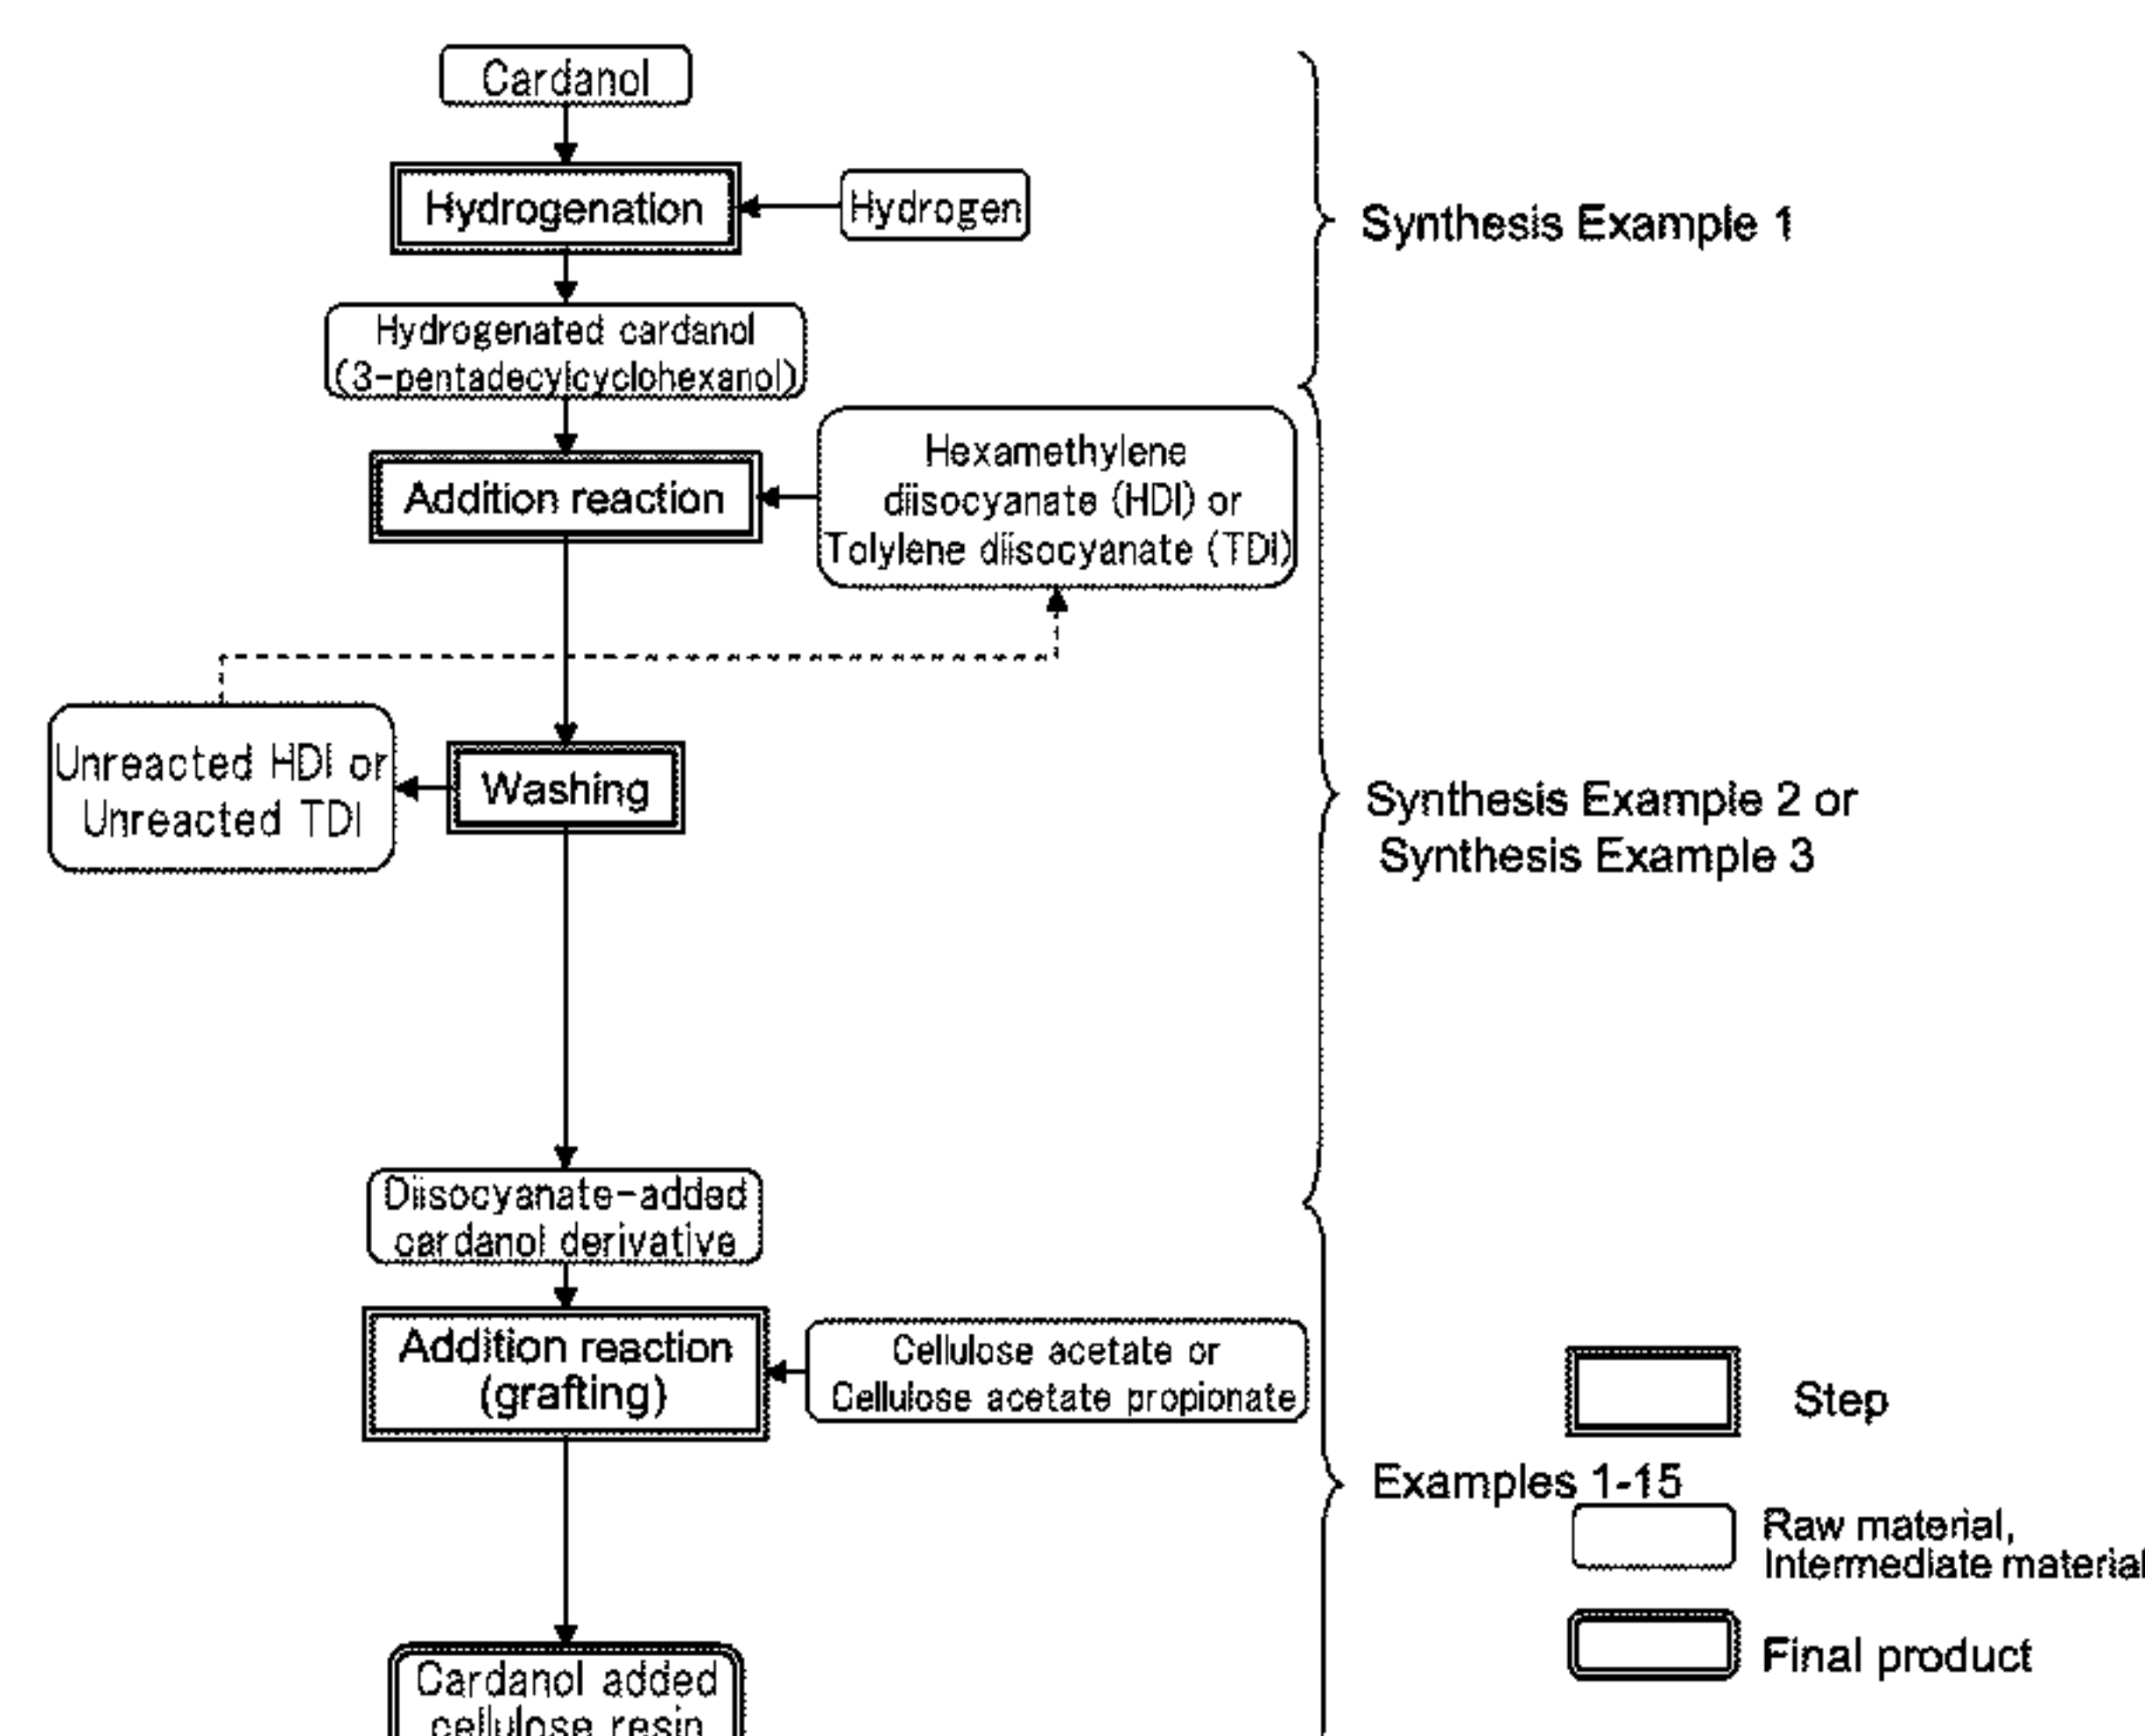 Cardanol
Hydrogenation
Hydrogen
Synthesis Example 1
Hydrogenated cardanol
(3-pentadecylcyclohexanol)
Hexamethylene
diisocyanate (HDI) or
Tolylene diisocyanate (TDI)
Addition reaction
Unreacted HDI or
Unreacted TDI
Washing
Synthesis Example 2 or
Synthesis Example 3
Diisocyanate-added
cardanol derivative
Addition reaction
(grafting)
Cellulose acetate or
Cellulose acetate propionate
Step
Examples 1-15
Raw material,
Intermediate material
Final product
Cardanol added
cellulose resin